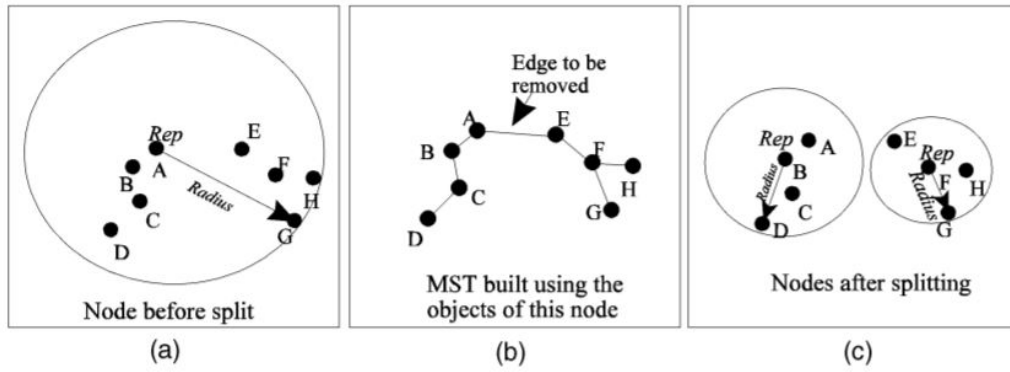 Rep
A
B
C
D
E
F
H
G
Radius
Node before split
(a)
Edge to be
removed
A
E
B
F
C
H
G
D
MST built using the
objects of this node
(b)
Rep
A
B
C
D
Radius
E
Rep
F
H
G
Radius
Nodes after splitting
(c)